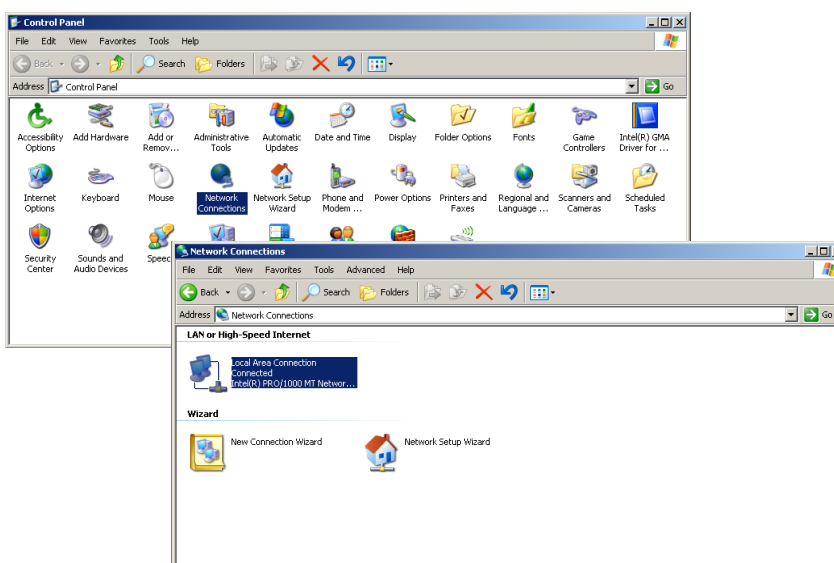 Control Panel
File Edit View Favorites Tools Help
Back Search Folders
Address Control Panel Go
Accessibility Options
Add Hardware
Add or Remov...
Administrative Tools
Automatic Updates
Date and Time
Display
Folder Options
Fonts
Game Controllers
Intel(R) GMA Driver for ...
Internet Options
Keyboard
Mouse
Network Connections
Network Setup Wizard
Phone and Modem ...
Power Options
Printers and Faxes
Regional and Language ...
Scanners and Cameras
Scheduled Tasks
Security Center
Sounds and Audio Devices
Speec
Network Connections
File Edit View Favorites Tools Advanced Help
Back Search Folders
Address Network Connections Go
LAN or High-Speed Internet
Local Area Connection
Connected
Intel(R) PRO/1000 MT Networ...
Wizard
New Connection Wizard
Network Setup Wizard